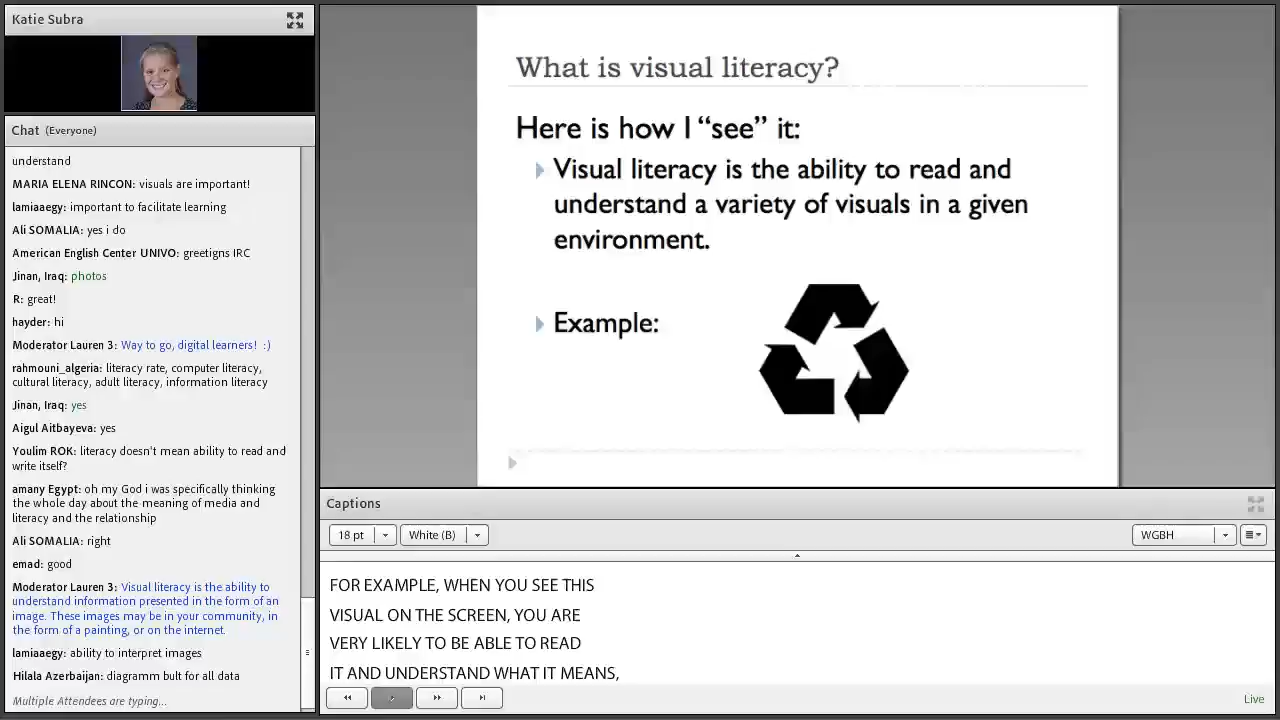 Katie Subra
Chat (Everyone)
understand
MARIA ELENA RINCON: visuals are important!
lamiaaegy: important to facilitate learning
Ali SOMALIA: yes i do
American English Center UNIVO: greetigns IRC
Jinan, Iraq: photos
R: great!
hayder: hi
Moderator Lauren 3: Way to go, digital learners! :)
rahmouni_algeria: literacy rate, computer literacy,
cultural literacy, adult literacy, information literacy
Jinan, Iraq: yes
Aigul Aitbayeva: yes
Youlim ROK: literacy doesn't mean ability to read and
write itself?
amany Egypt: oh my God i was specifically thinking
the whole day about the meaning of media and
literacy and the relationship
Ali SOMALIA: right
emad: good
Moderator Lauren 3: Visual literacy is the ability to
understand information presented in the form of an
image. These images may be in your community, in
the form of a painting, or on the internet.
lamiaaegy: ability to interpret images
Hilala Azerbaijan: diagramm bult for all data
Multiple Attendees are typing...
What is visual literacy?
Here is how I “see” it:
Visual literacy is the ability to read and
understand a variety of visuals in a given
environment.
Example:
Captions
18 pt
White (B)
WGBH
FOR EXAMPLE, WHEN YOU SEE THIS
VISUAL ON THE SCREEN, YOU ARE
VERY LIKELY TO BE ABLE TO READ
IT AND UNDERSTAND WHAT IT MEANS,
Live